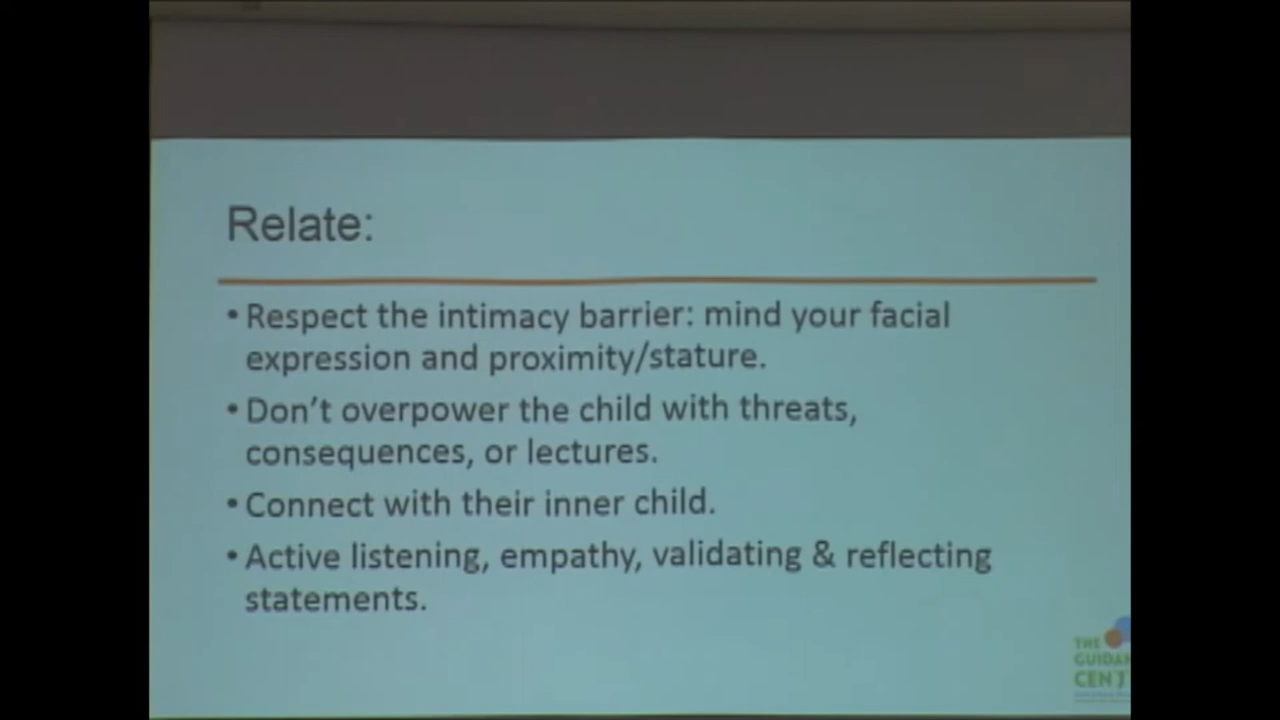 Relate:
• Respect the intimacy barrier: mind your facial
expression and proximity/stature.
• Don't overpower the child with threats,
consequences, or lectures.
• Connect with their inner child.
• Active listening, empathy, validating & reflecting
statements.
THE